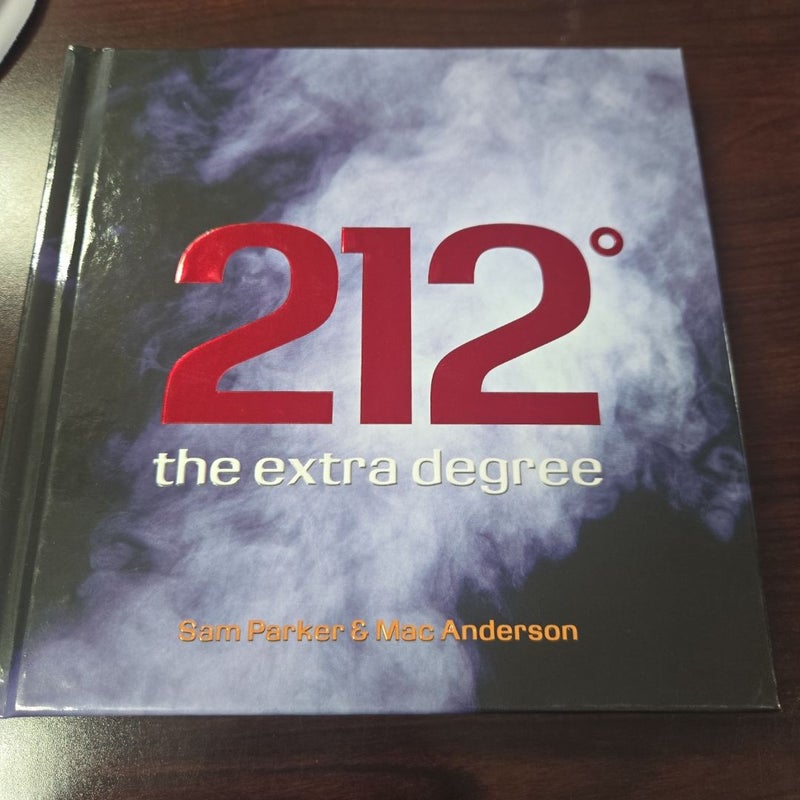 212°
the extra degree
Sam Parker & Mac Anderson